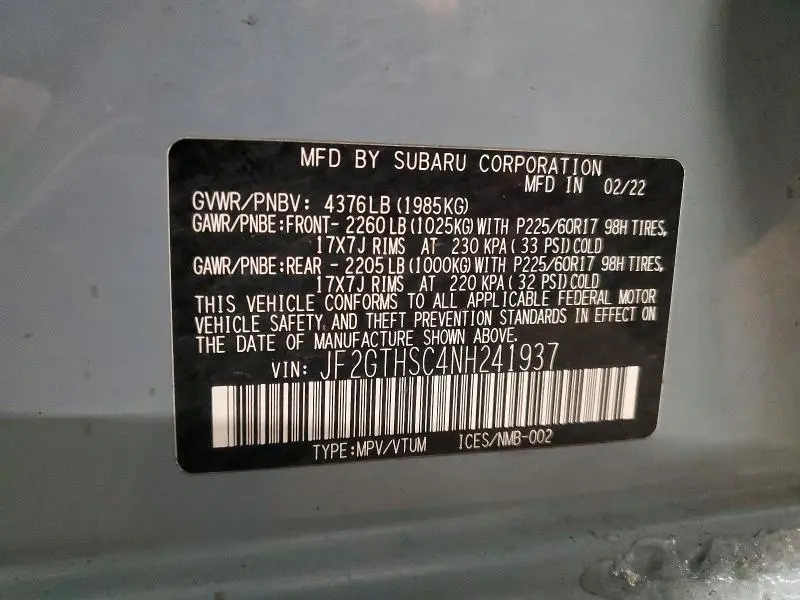 MFD BY SUBARU CORPORATION
MFD IN 02/22
GVWR/PNBV: 4376LB (1985KG)
GAWR/PNBE:FRONT- 2260 LB (1025KG) WITH P225/60R17 98H TIRES,
17X7J RIMS AT 230 KPA ( 33 PSI) COLD
GAWR/PNBE:REAR - 2205 LB (1000KG) WITH P225/60R17 98H TIRES,
17X7J RIMS AT 220 KPA ( 32 PSI) COLD
THIS VEHICLE CONFORMS TO ALL APPLICABLE FEDERAL MOTOR
VEHICLE SAFETY AND THEFT PREVENTION STANDARDS IN EFFECT ON
THE DATE OF MANUFACTURE SHOWN ABOVE.
VIN: JF2GTHSC4NH241937
TYPE:MPV/VTUM ICES/NMB-002